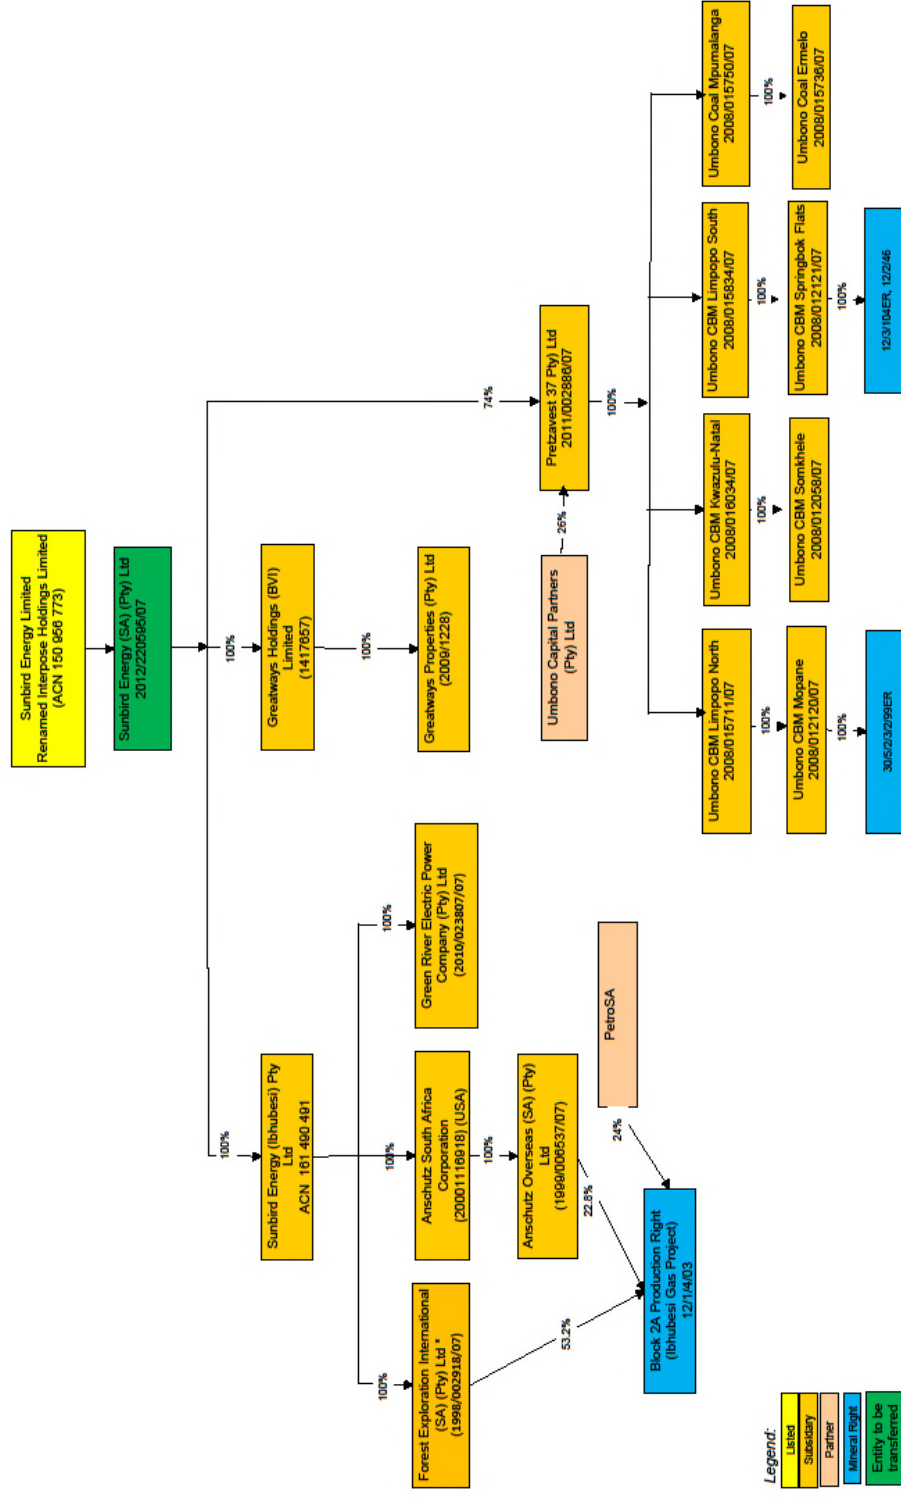 Sunbird Energy Limited
Renamed Interpose Holdings Limited
(ACN 150 956 773)
Sunbird Energy (SA) (Pty) Ltd
2012/220595/07
100%
100%
74%
Sunbird Energy (Ibhubesi) Pty
Ltd
ACN 161 490 491
Greatways Holdings (BVI)
Limited
(1417657)
100%
100%
100%
100%
Forest Exploration International
(SA) (Pty) Ltd *
(1998/002918/07)
Anschutz South Africa
Corporation
(20001116918) (USA)
Green River Electric Power
Company (Pty) Ltd
(2010/023807/07)
Greatways Properties (Pty) Ltd
(2009/1228)
100%
Anschutz Overseas (SA) (Pty)
Ltd
(1999/006537/07)
Umbono Capital Partners
(Pty) Ltd
26%
Pretzavest 37 Pty) Ltd
2011/002886/07
53.2%
22.8%
24%
PetroSA
100%
Block 2A Production Right
(Ibhubesi Gas Project)
12/1/4/03
Umbono CBM Limpopo North
2008/015711/07
Umbono CBM Kwazulu-Natal
2008/016034/07
Umbono CBM Limpopo South
2008/015834/07
Umbono Coal Mpumalanga
2008/015750/07
100%
100%
100%
100%
Umbono CBM Mopane
2008/012120/07
Umbono CBM Somkhele
2008/012058/07
Umbono CBM Springbok Flats
2008/012121/07
Umbono Coal Ermelo
2008/015736/07
100%
100%
30/5/2/3/2/99ER
12/3/104ER, 12/2/46
Legend:
Listed
Subsidary
Partner
Mineral Right
Entity to be
transferred